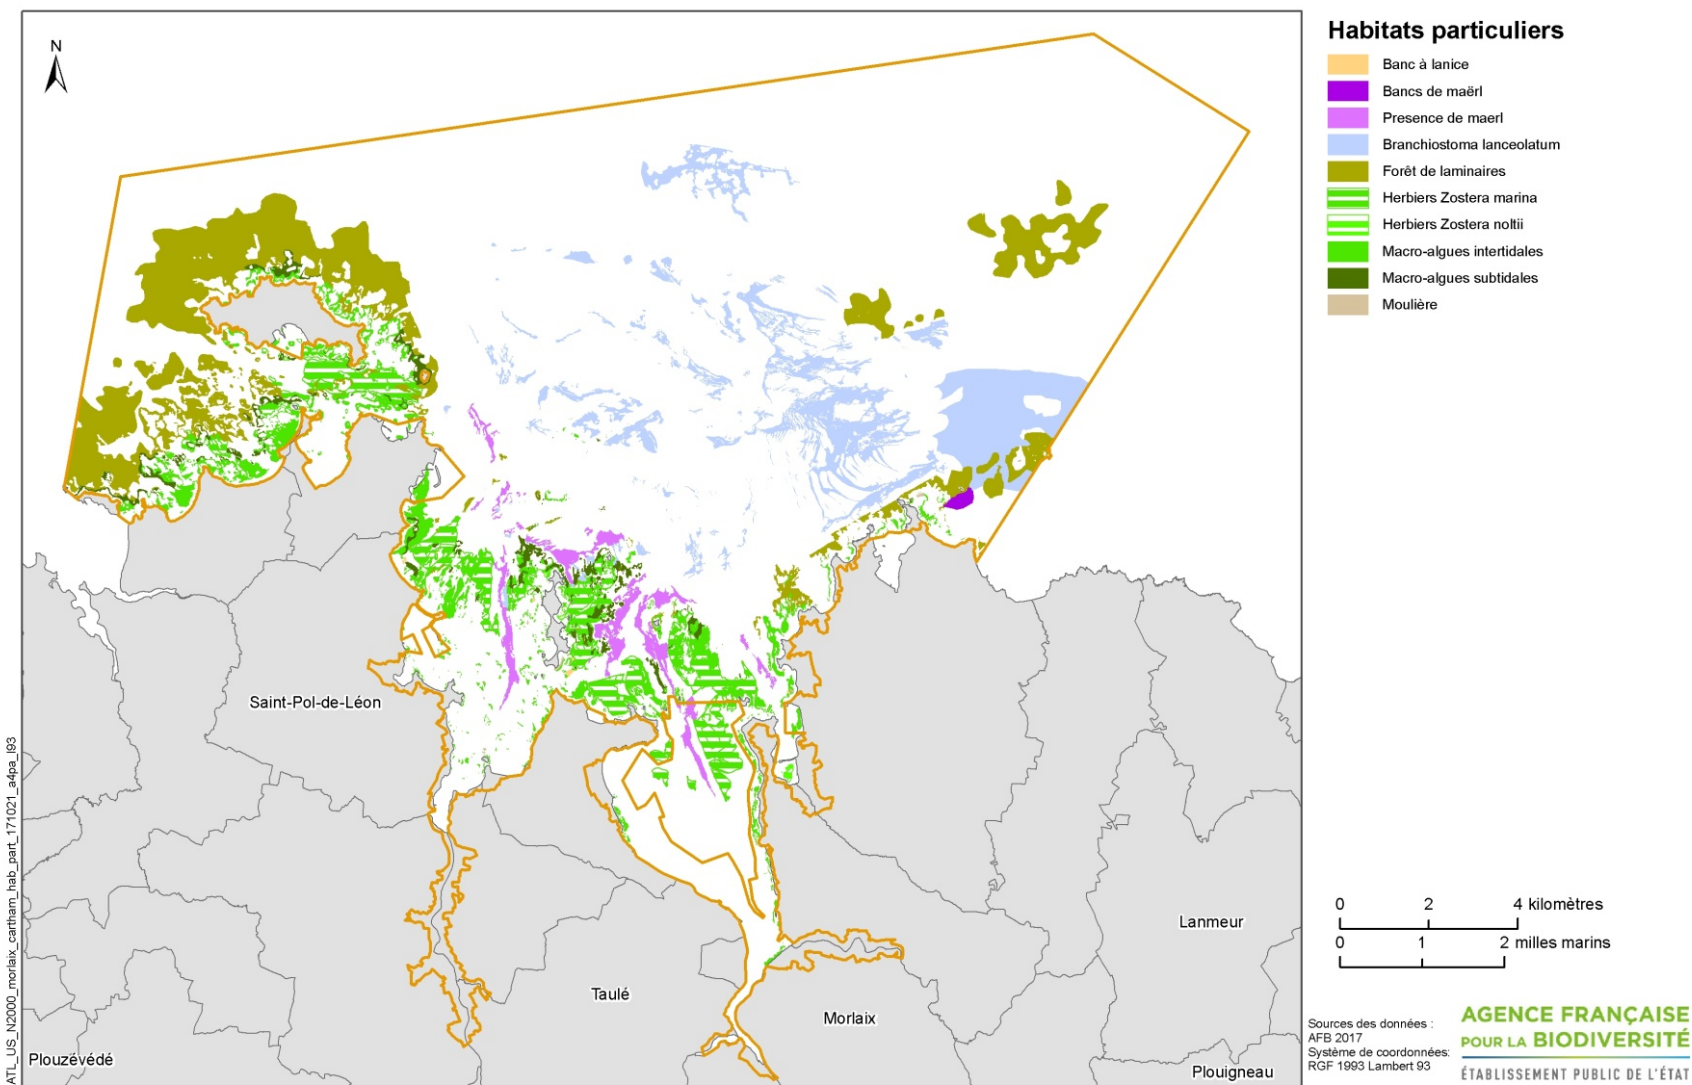 N
Saint-Pol-de-Léon
Taulé
Morlaix
Lanmeur
Plouzévédé
Plouigneau
ATL_US_N2000_morlaix_cartham_hab_part_171021_a4pa_l93
Habitats particuliers
Banc à lanice
Bancs de maërl
Presence de maerl
Branchiostoma lanceolatum
Forêt de laminaires
Herbiers Zostera marina
Herbiers Zostera noltii
Macro-algues intertidales
Macro-algues subtidales
Moulière
0 2 4 kilomètres
0 1 2 milles marins
Sources des données :
AFB 2017
Système de coordonnées:
RGF 1993 Lambert 93
AGENCE FRANÇAISE
POUR LA BIODIVERSITÉ
ÉTABLISSEMENT PUBLIC DE L'ÉTAT